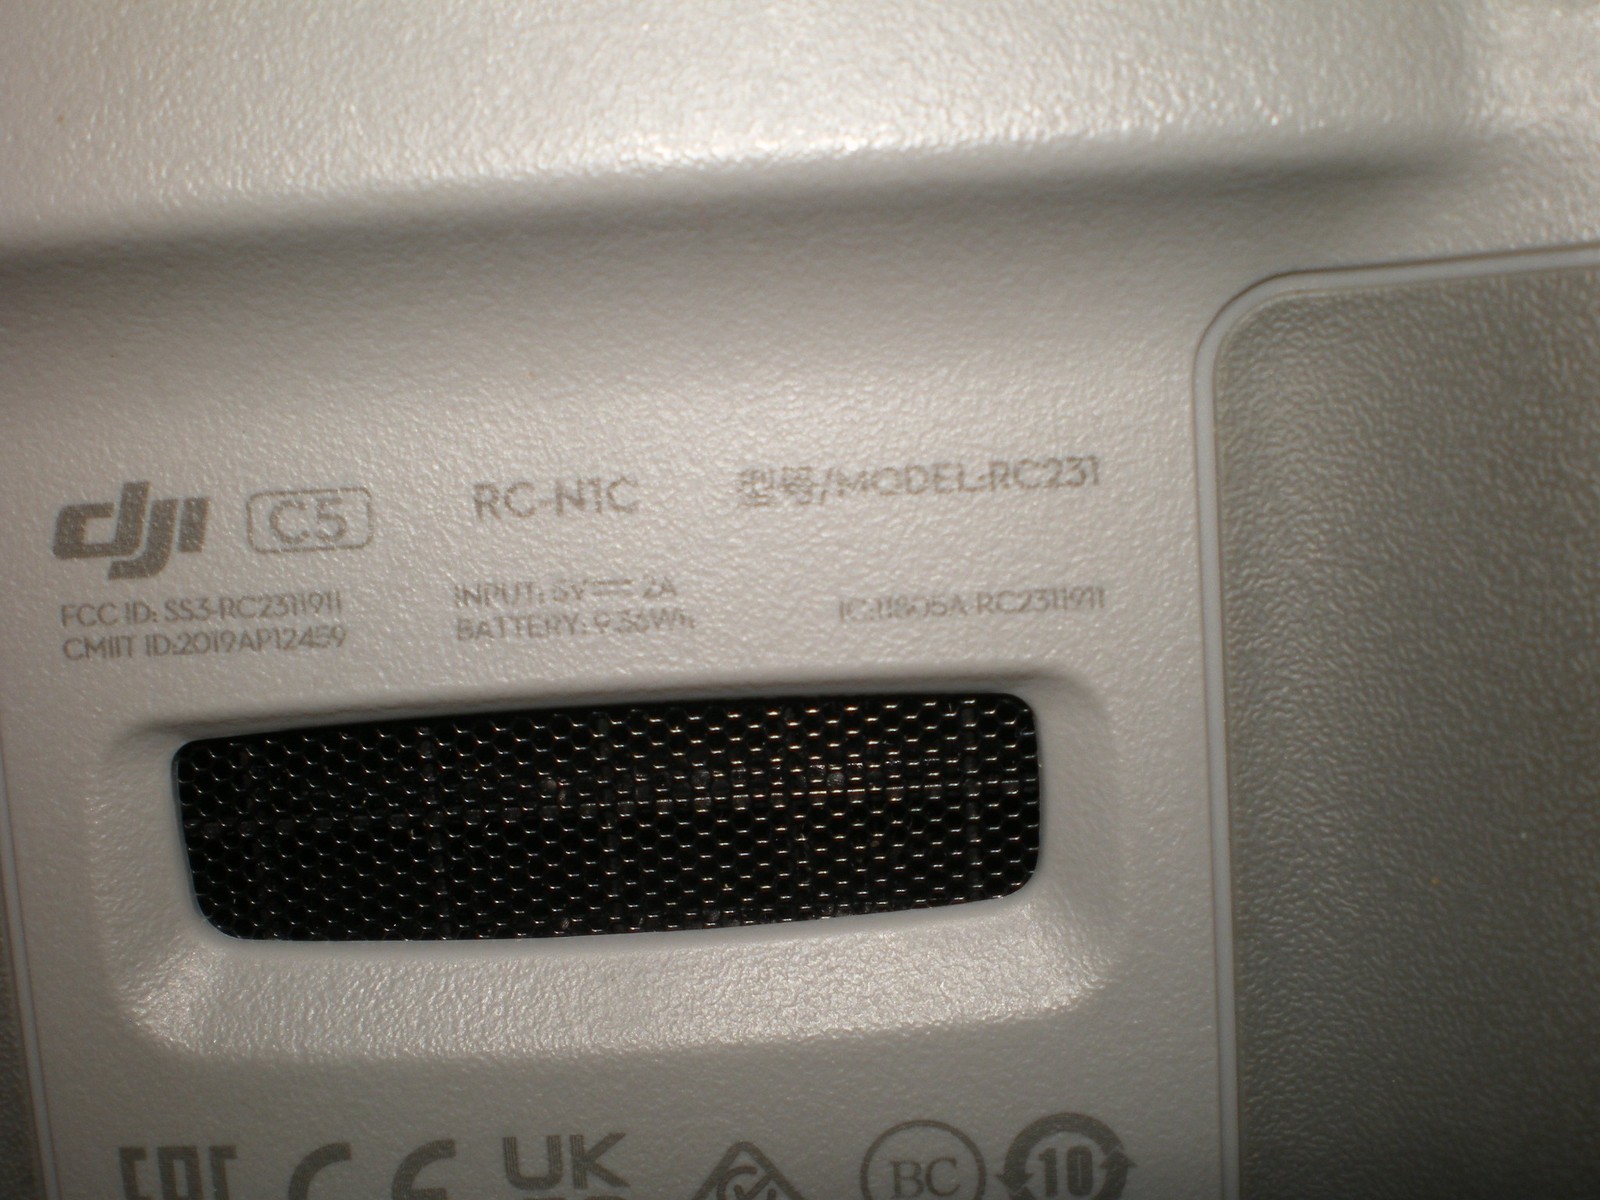 dji C5 RC-N1C 型号/MODEL:RC231
FCC ID: SS3-RC2311911 INPUT: 5V⎓2A IC:11805A-RC2311911
CMIIT ID:2019AP12459 BATTERY: 9.36Wh
EAC CE UK BC 10